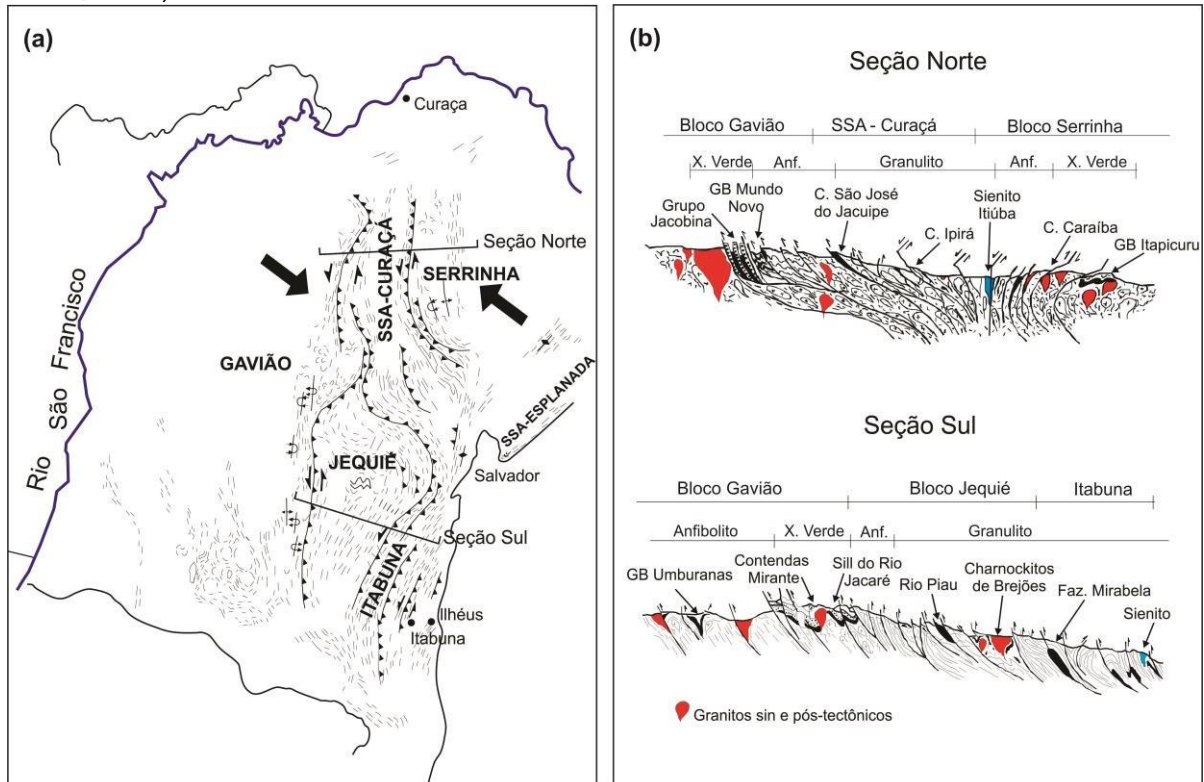 (a)
Curaça
Seção Norte
SSA-CURAÇÁ
SERRINHA
Rio São Francisco
GAVIÃO
SSA-ESPLANADA
JEQUIÉ
Salvador
Seção Sul
ITABUNA
Ilhéus
Itabuna
(b)
Seção Norte
Bloco Gavião
SSA - Curaçá
Bloco Serrinha
X. Verde
Anf.
Granulito
Anf.
X. Verde
Grupo
Jacobina
GB Mundo
Novo
C. São José
do Jacuipe
C. Ipirá
Sienito
Itiúba
C. Caraíba
GB Itapicuru
Seção Sul
Bloco Gavião
Bloco Jequié
Itabuna
Anfibolito
X. Verde
Anf.
Granulito
GB Umburanas
Contendas
Mirante
Sill do Rio
Jacaré
Rio Piau
Charnockitos
de Brejões
Faz. Mirabela
Sienito
Granitos sin e pós-tectônicos